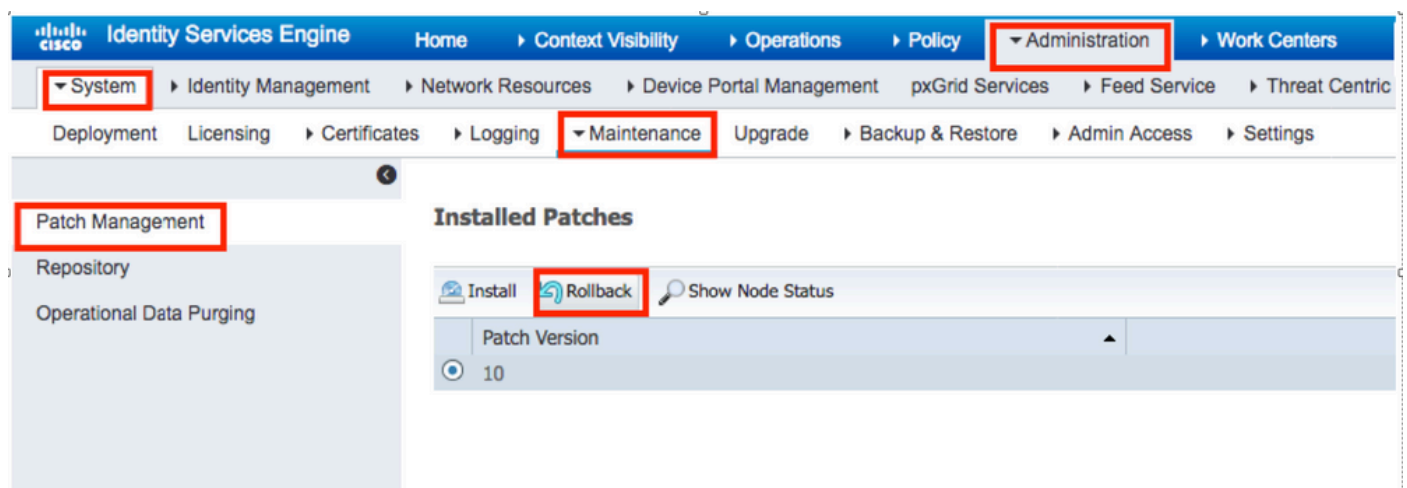 cisco Identity Services Engine Home Context Visibility Operations Policy Administration Work Centers
System Identity Management Network Resources Device Portal Management pxGrid Services Feed Service Threat Centric
Deployment Licensing Certificates Logging Maintenance Upgrade Backup & Restore Admin Access Settings
Patch Management
Repository
Operational Data Purging
Installed Patches
Install Rollback Show Node Status
Patch Version
10